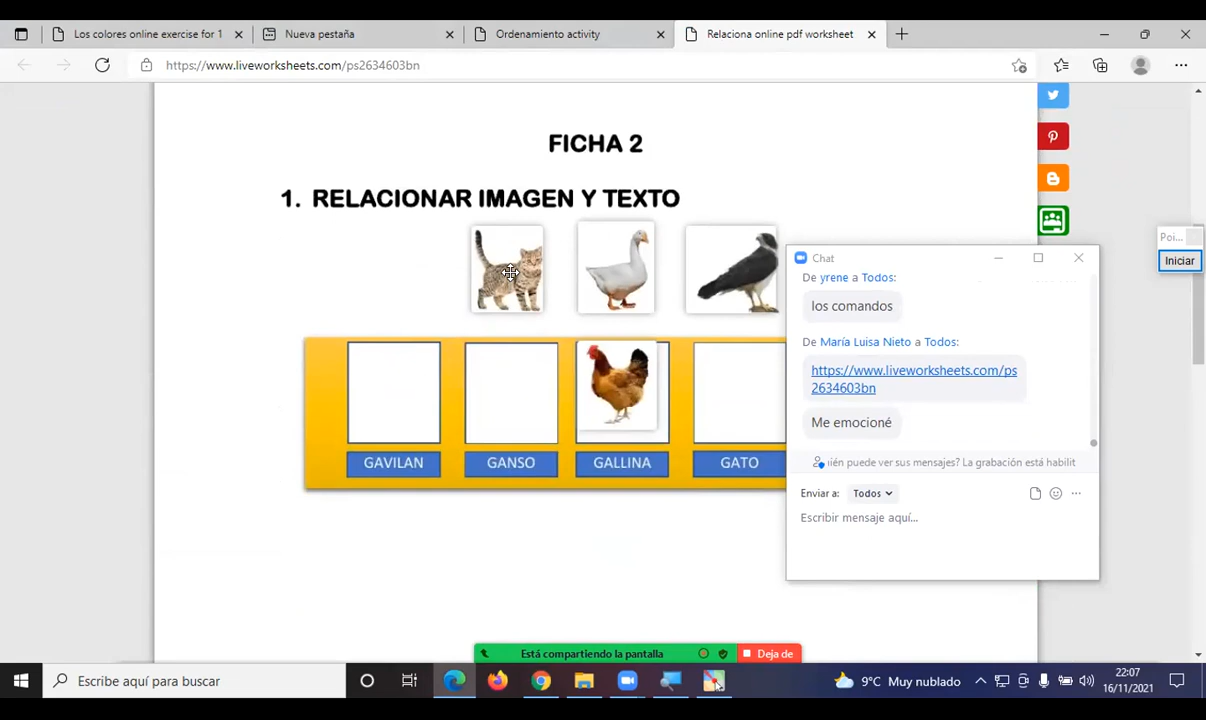 Los colores online exercise for 1
Nueva pestaña
Ordenamiento activity
Relaciona online pdf worksheet
https://www.liveworksheets.com/ps2634603bn
FICHA 2
1. RELACIONAR IMAGEN Y TEXTO
GAVILAN
GANSO
GALLINA
GATO
Chat
De yrene a Todos:
los comandos
De María Luisa Nieto a Todos:
https://www.liveworksheets.com/ps
2634603bn
Me emocioné
ién puede ver sus mensajes? La grabación está habilit
Enviar a: Todos
Escribir mensaje aquí...
Poi...
Iniciar
Está compartiendo la pantalla
Deja de
Escribe aquí para buscar
9°C Muy nublado
22:07
16/11/2021